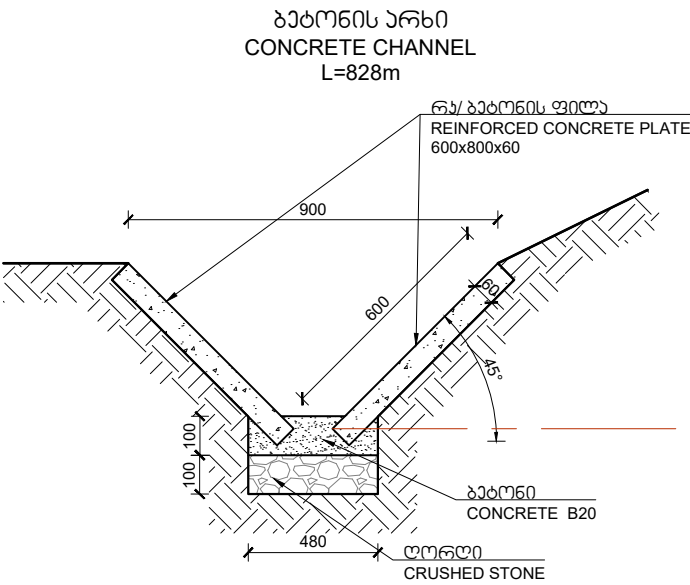 ბეტონის არხი
CONCRETE CHANNEL
L=828m
რკ/ ბეტონის ფილა
REINFORCED CONCRETE PLATE
600x800x60
900
600
60
45°
100
100
480
ბეტონი
CONCRETE B20
ღორღი
CRUSHED STONE